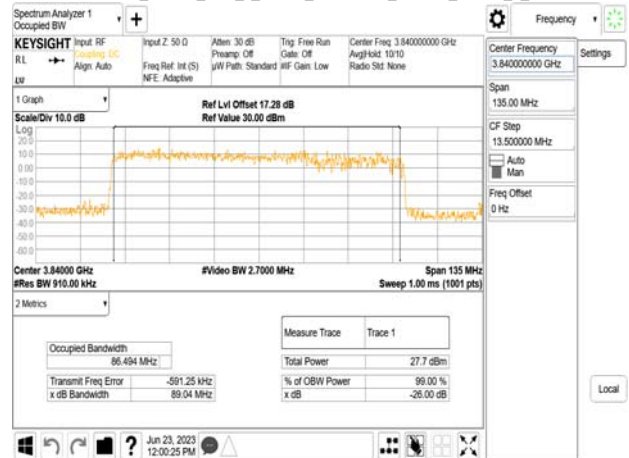 Spectrum Analyzer 1
Occupied BW
+
Frequency
KEYSIGHT
Input: RF
Coupling: DC
Align: Auto
Input Z: 50 Ω
Freq Ref: Int (S)
NFE: Adaptive
Atten: 30 dB
Preamp: Off
µW Path: Standard
Trig: Free Run
Gate: Off
#IF Gain: Low
Center Freq: 3.840000000 GHz
Avg|Hold: 10/10
Radio Std: None
RL
Center Frequency
3.840000000 GHz
Settings
Span
135.00 MHz
CF Step
13.500000 MHz
Auto
Man
Freq Offset
0 Hz
Local
1 Graph
Scale/Div 10.0 dB
Ref Lvl Offset 17.28 dB
Ref Value 30.00 dBm
Log
20.0
10.0
0.00
-10.0
-20.0
-30.0
-40.0
-50.0
-60.0
Center 3.84000 GHz
#Video BW 2.7000 MHz
Span 135 MHz
#Res BW 910.00 kHz
Sweep 1.00 ms (1001 pts)
2 Metrics
Measure Trace Trace 1
Occupied Bandwidth
86.494 MHz
Total Power 27.7 dBm
Transmit Freq Error -591.25 kHz
% of OBW Power 99.00 %
x dB Bandwidth 89.04 MHz
x dB -26.00 dB
?
Jun 23, 2023
12:00:25 PM